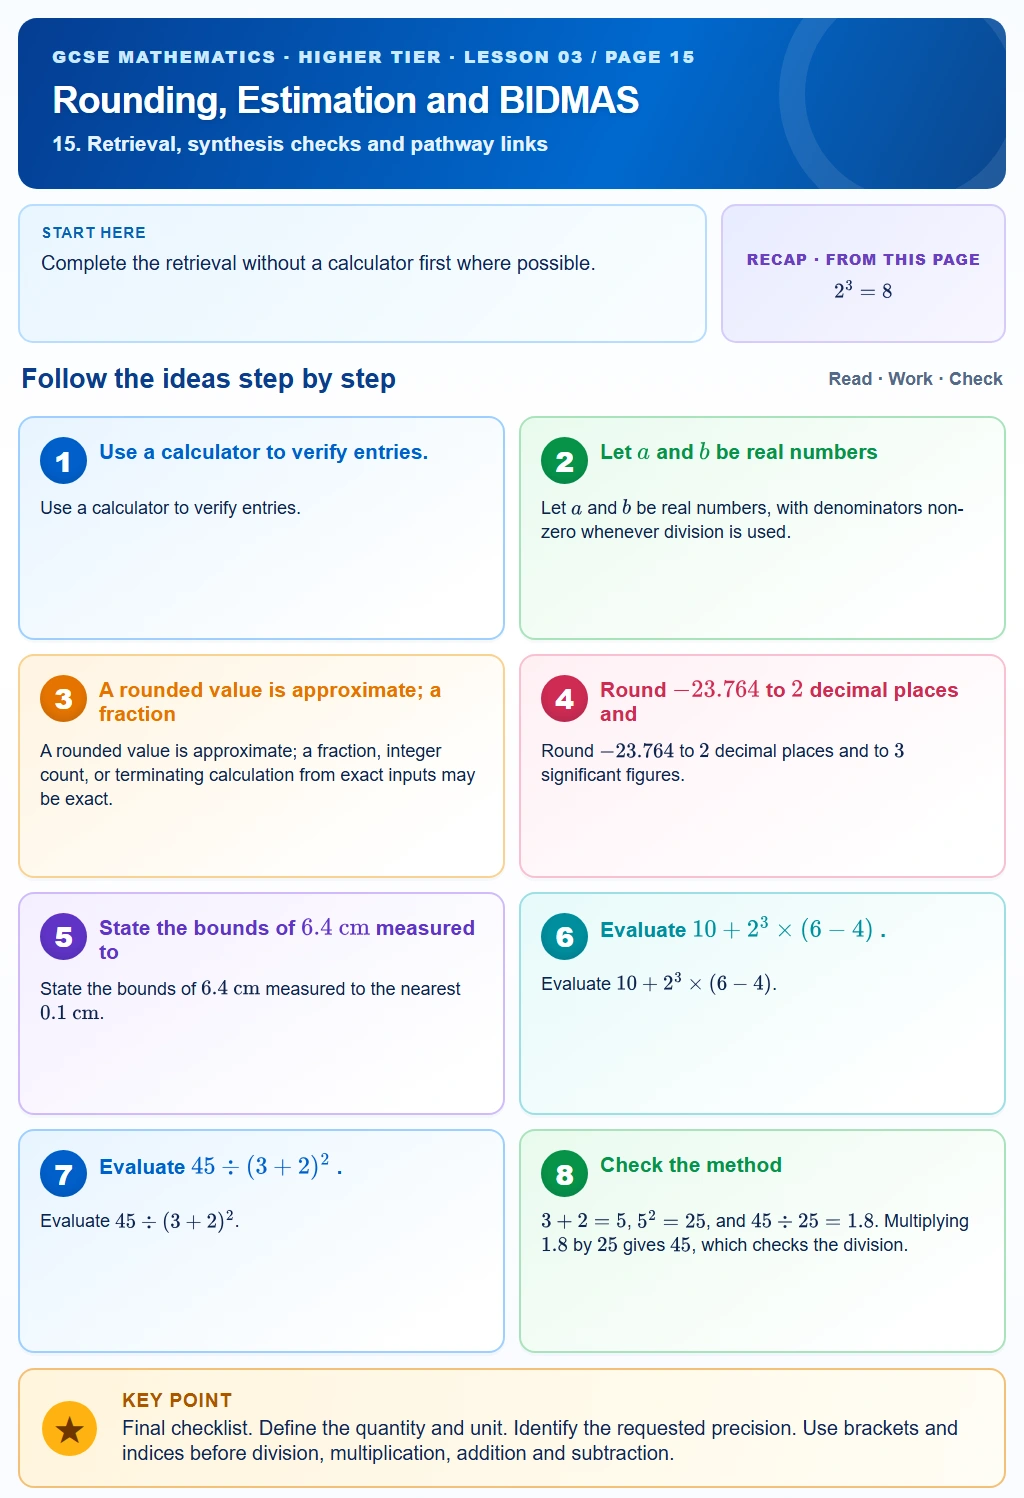 GCSE MATHEMATICS · HIGHER TIER · LESSON 03 / PAGE 15
Rounding, Estimation and BIDMAS
15. Retrieval, synthesis checks and pathway links
START HERE
Complete the retrieval without a calculator first where possible.
RECAP · FROM THIS PAGE
2³ = 8
Follow the ideas step by step
Read · Work · Check
1
Use a calculator to verify entries.
Use a calculator to verify entries.
2
Let a and b be real numbers
Let a and b be real numbers, with denominators non-
zero whenever division is used.
3
A rounded value is approximate; a
fraction
A rounded value is approximate; a fraction, integer
count, or terminating calculation from exact inputs may
be exact.
4
Round −23.764 to 2 decimal places
and
Round −23.764 to 2 decimal places and to 3
significant figures.
5
State the bounds of 6.4 cm measured
to
State the bounds of 6.4 cm measured to the nearest
0.1 cm.
6
Evaluate 10 + 2³ × (6 − 4) .
Evaluate 10 + 2³ × (6 − 4).
7
Evaluate 45 ÷ (3 + 2)² .
Evaluate 45 ÷ (3 + 2)².
8
Check the method
3 + 2 = 5, 5² = 25, and 45 ÷ 25 = 1.8. Multiplying
1.8 by 25 gives 45, which checks the division.
KEY POINT
Final checklist. Define the quantity and unit. Identify the requested precision. Use brackets and
indices before division, multiplication, addition and subtraction.